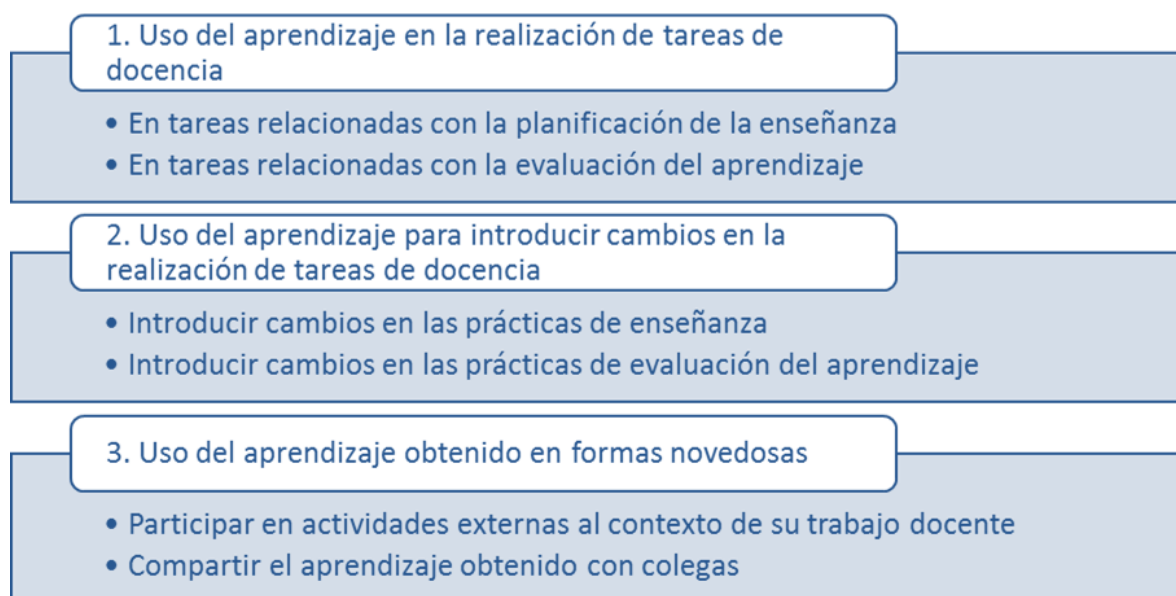 1. Uso del aprendizaje en la realización de tareas de
docencia
• En tareas relacionadas con la planificación de la enseñanza
• En tareas relacionadas con la evaluación del aprendizaje
2. Uso del aprendizaje para introducir cambios en la
realización de tareas de docencia
• Introducir cambios en las prácticas de enseñanza
• Introducir cambios en las prácticas de evaluación del aprendizaje
3. Uso del aprendizaje obtenido en formas novedosas
• Participar en actividades externas al contexto de su trabajo docente
• Compartir el aprendizaje obtenido con colegas